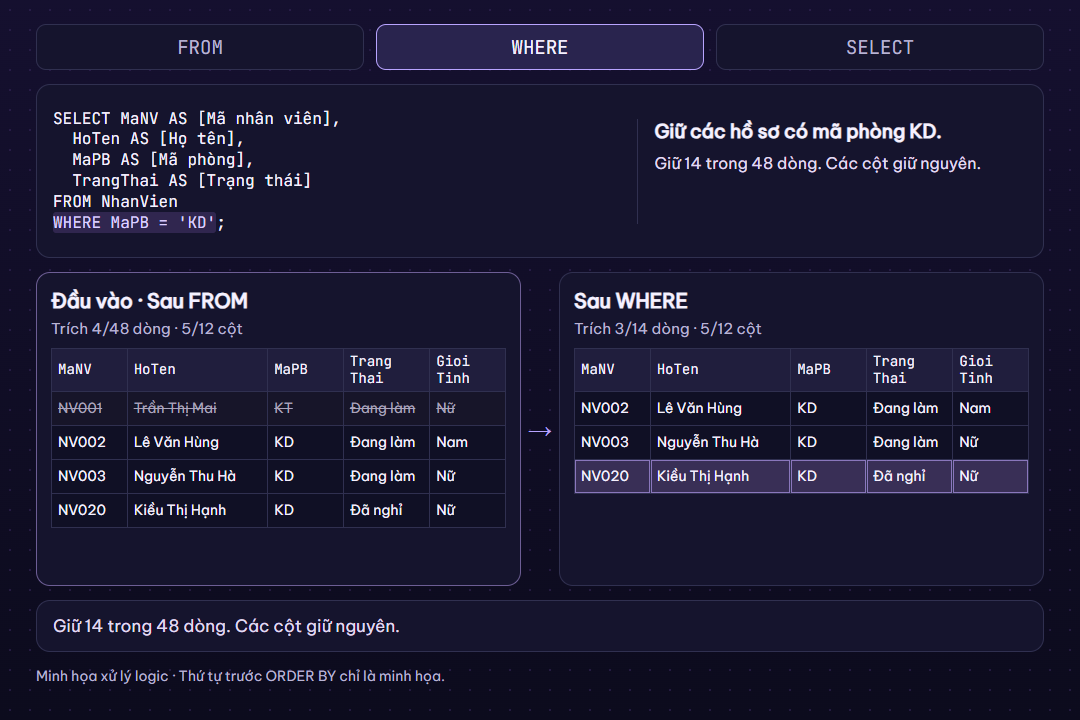 FROM
WHERE
SELECT
SELECT MaNV AS [Mã nhân viên],
  HoTen AS [Họ tên],
  MaPB AS [Mã phòng],
  TrangThai AS [Trạng thái]
FROM NhanVien
WHERE MaPB = 'KD';
Giữ các hồ sơ có mã phòng KD.
Giữ 14 trong 48 dòng. Các cột giữ nguyên.
Đầu vào · Sau FROM
Trích 4/48 dòng · 5/12 cột
MaNV HoTen MaPB Trang Thai Gioi Tinh
NV001 Trần Thị Mai KT Đang làm Nữ
NV002 Lê Văn Hùng KD Đang làm Nam
NV003 Nguyễn Thu Hà KD Đang làm Nữ
NV020 Kiều Thị Hạnh KD Đã nghỉ Nữ
→
Sau WHERE
Trích 3/14 dòng · 5/12 cột
MaNV HoTen MaPB Trang Thai Gioi Tinh
NV002 Lê Văn Hùng KD Đang làm Nam
NV003 Nguyễn Thu Hà KD Đang làm Nữ
NV020 Kiều Thị Hạnh KD Đã nghỉ Nữ
Giữ 14 trong 48 dòng. Các cột giữ nguyên.
Minh họa xử lý logic · Thứ tự trước ORDER BY chỉ là minh họa.